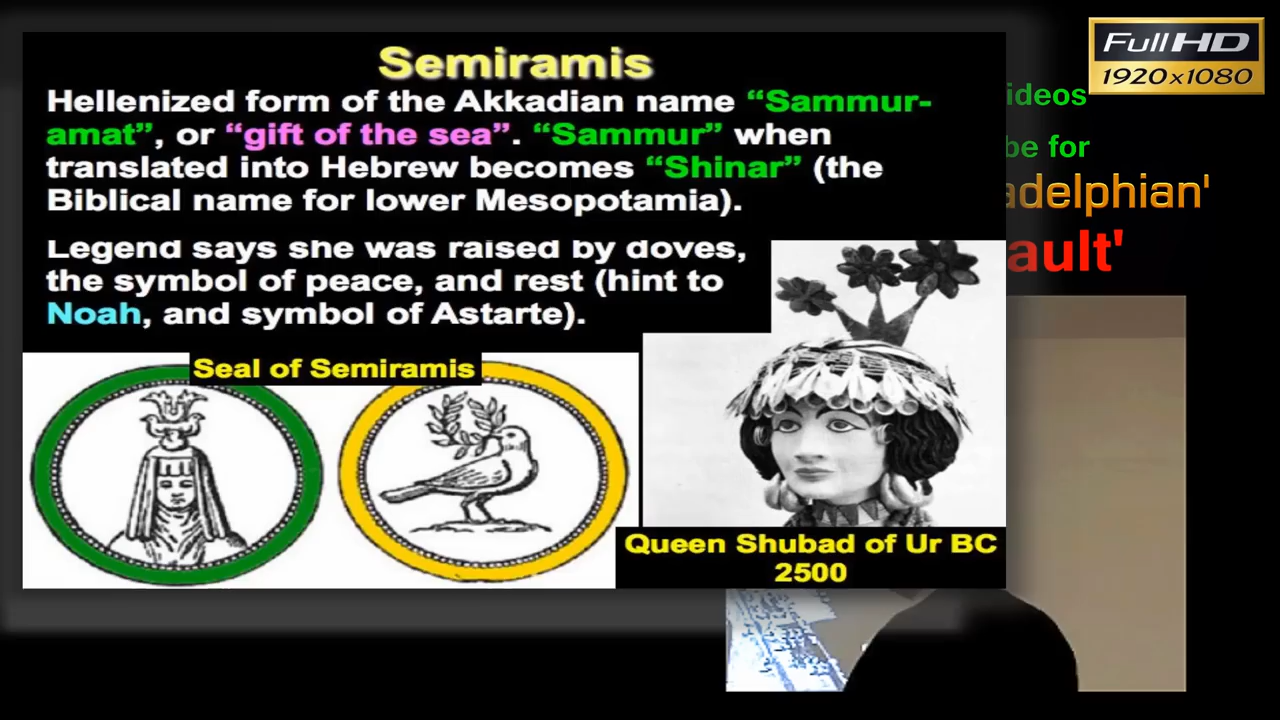 Semiramis
Hellenized form of the Akkadian name “Sammur-
amat”, or “gift of the sea”. “Sammur” when
translated into Hebrew becomes “Shinar” (the
Biblical name for lower Mesopotamia).
Legend says she was raised by doves,
the symbol of peace, and rest (hint to
Noah, and symbol of Astarte).
Seal of Semiramis
Queen Shubad of Ur BC
2500
Full HD
1920x1080
ideos
be for
adelphian'
ault'